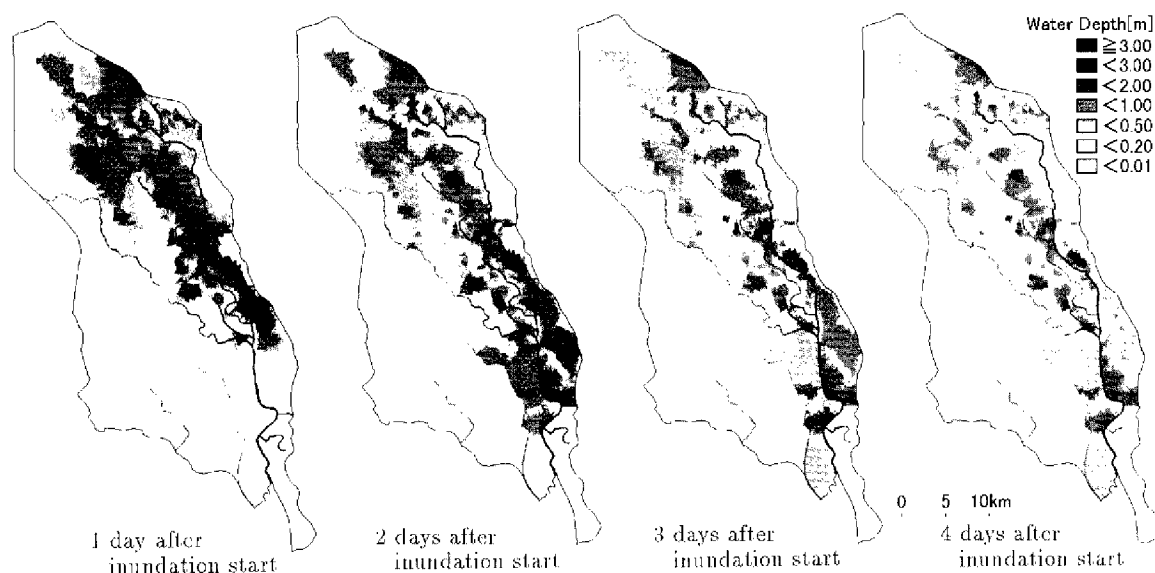 Water Depth[m]
≧3.00
<3.00
<2.00
<1.00
<0.50
<0.20
<0.01
0 5 10km
1 day after
inundation start
2 days after
inundation start
3 days after
inundation start
4 days after
inundation start